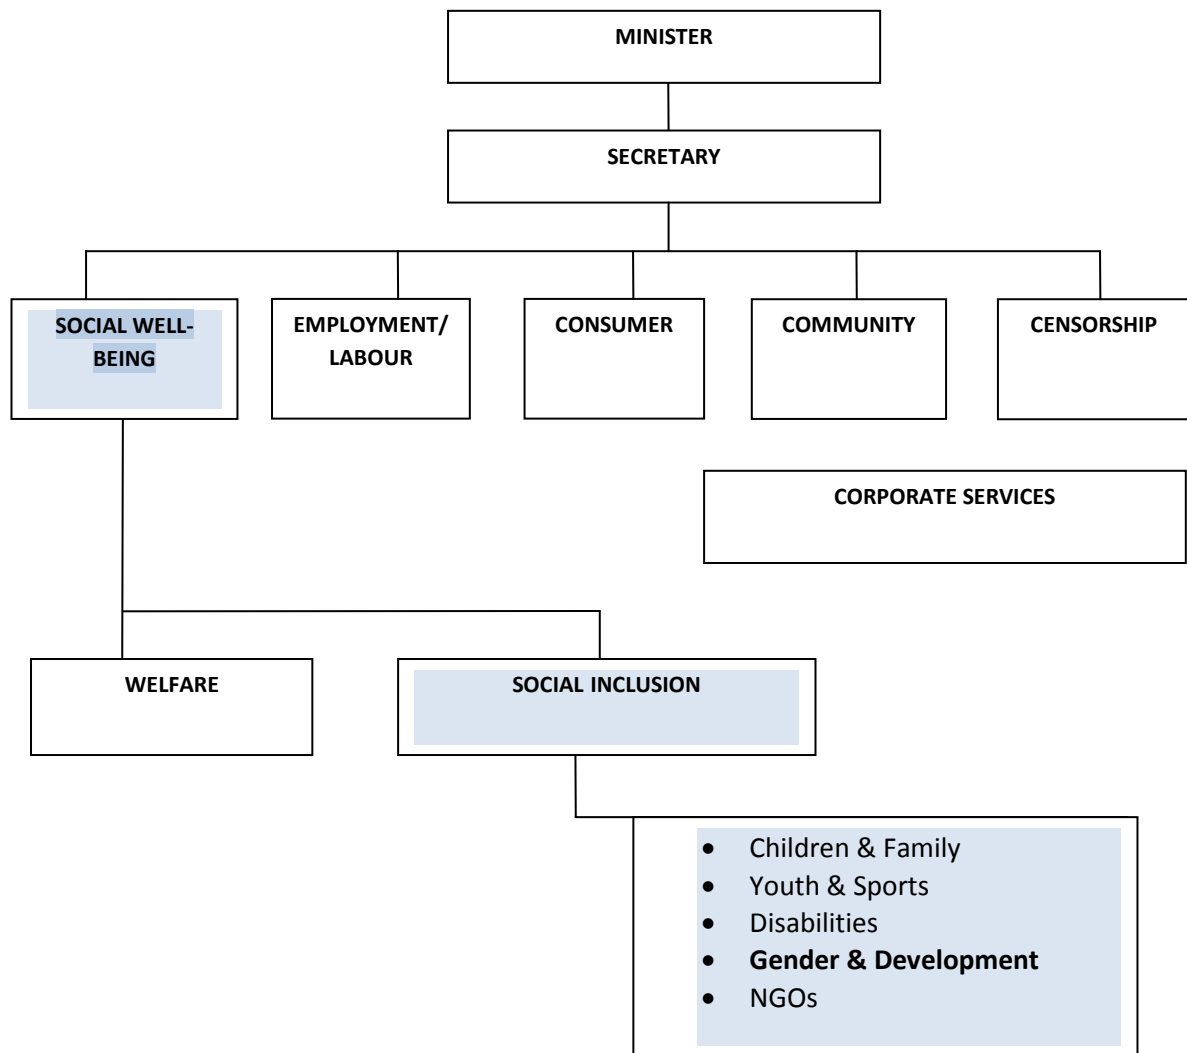 MINISTER
SECRETARY
SOCIAL WELL-
BEING
EMPLOYMENT/
LABOUR
CONSUMER
COMMUNITY
CENSORSHIP
CORPORATE SERVICES
WELFARE
SOCIAL INCLUSION
• Children & Family
• Youth & Sports
• Disabilities
• Gender & Development
• NGOs